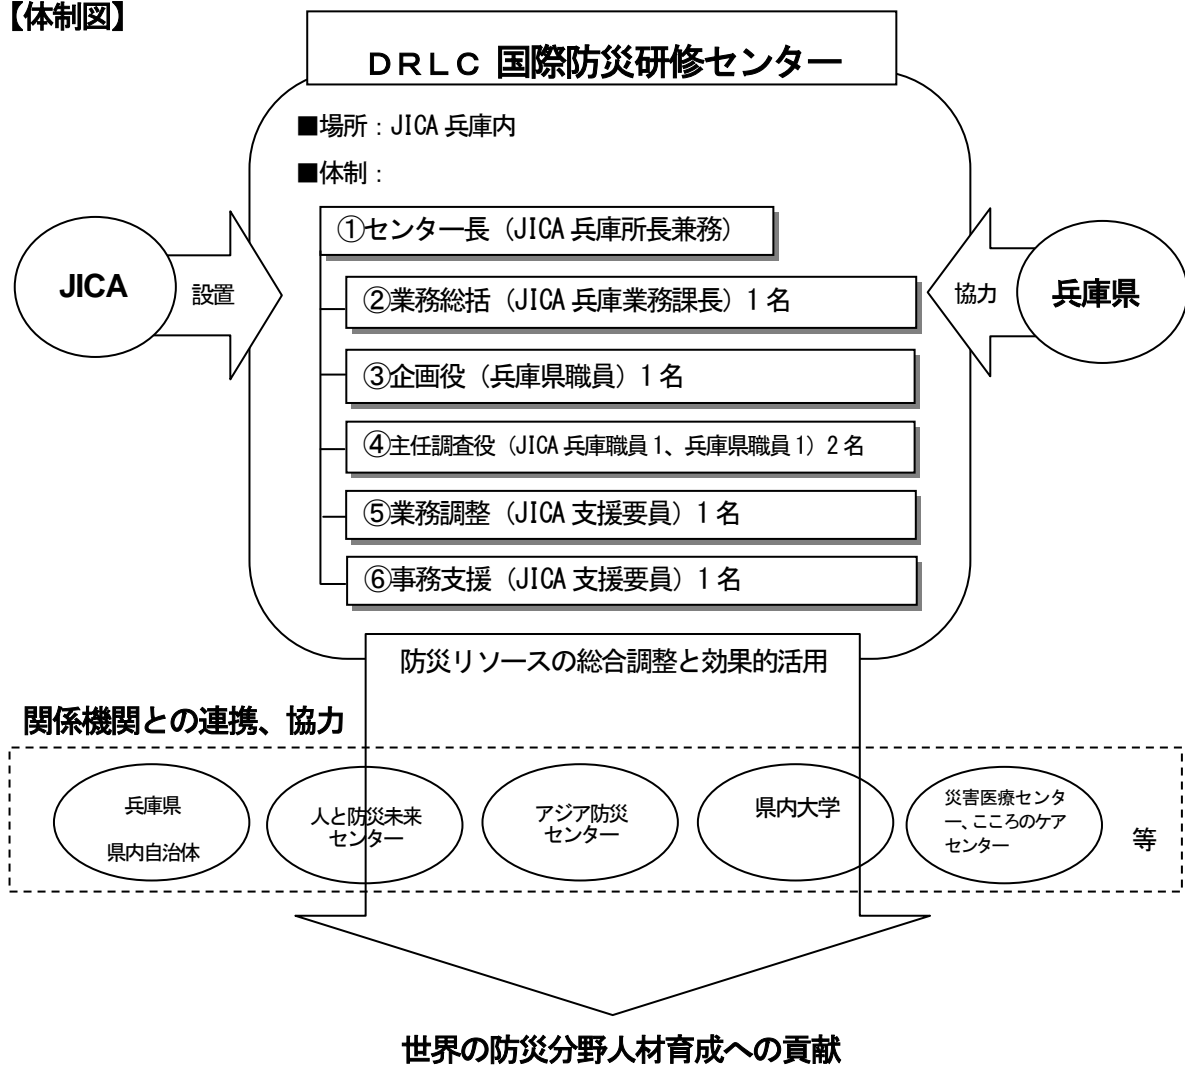 【体制図】
DRLC 国際防災研修センター
■場所：JICA 兵庫内
■体制：
①センター長（JICA 兵庫所長兼務）
②業務総括（JICA 兵庫業務課長）1 名
③企画役（兵庫県職員）1 名
④主任調査役（JICA 兵庫職員 1、兵庫県職員 1）2 名
⑤業務調整（JICA 支援要員）1 名
⑥事務支援（JICA 支援要員）1 名
JICA
設置
協力
兵庫県
防災リソースの総合調整と効果的活用
関係機関との連携、協力
兵庫県
県内自治体
人と防災未来
センター
アジア防災
センター
県内大学
災害医療センタ
ー、こころのケア
センター
等
世界の防災分野人材育成への貢献